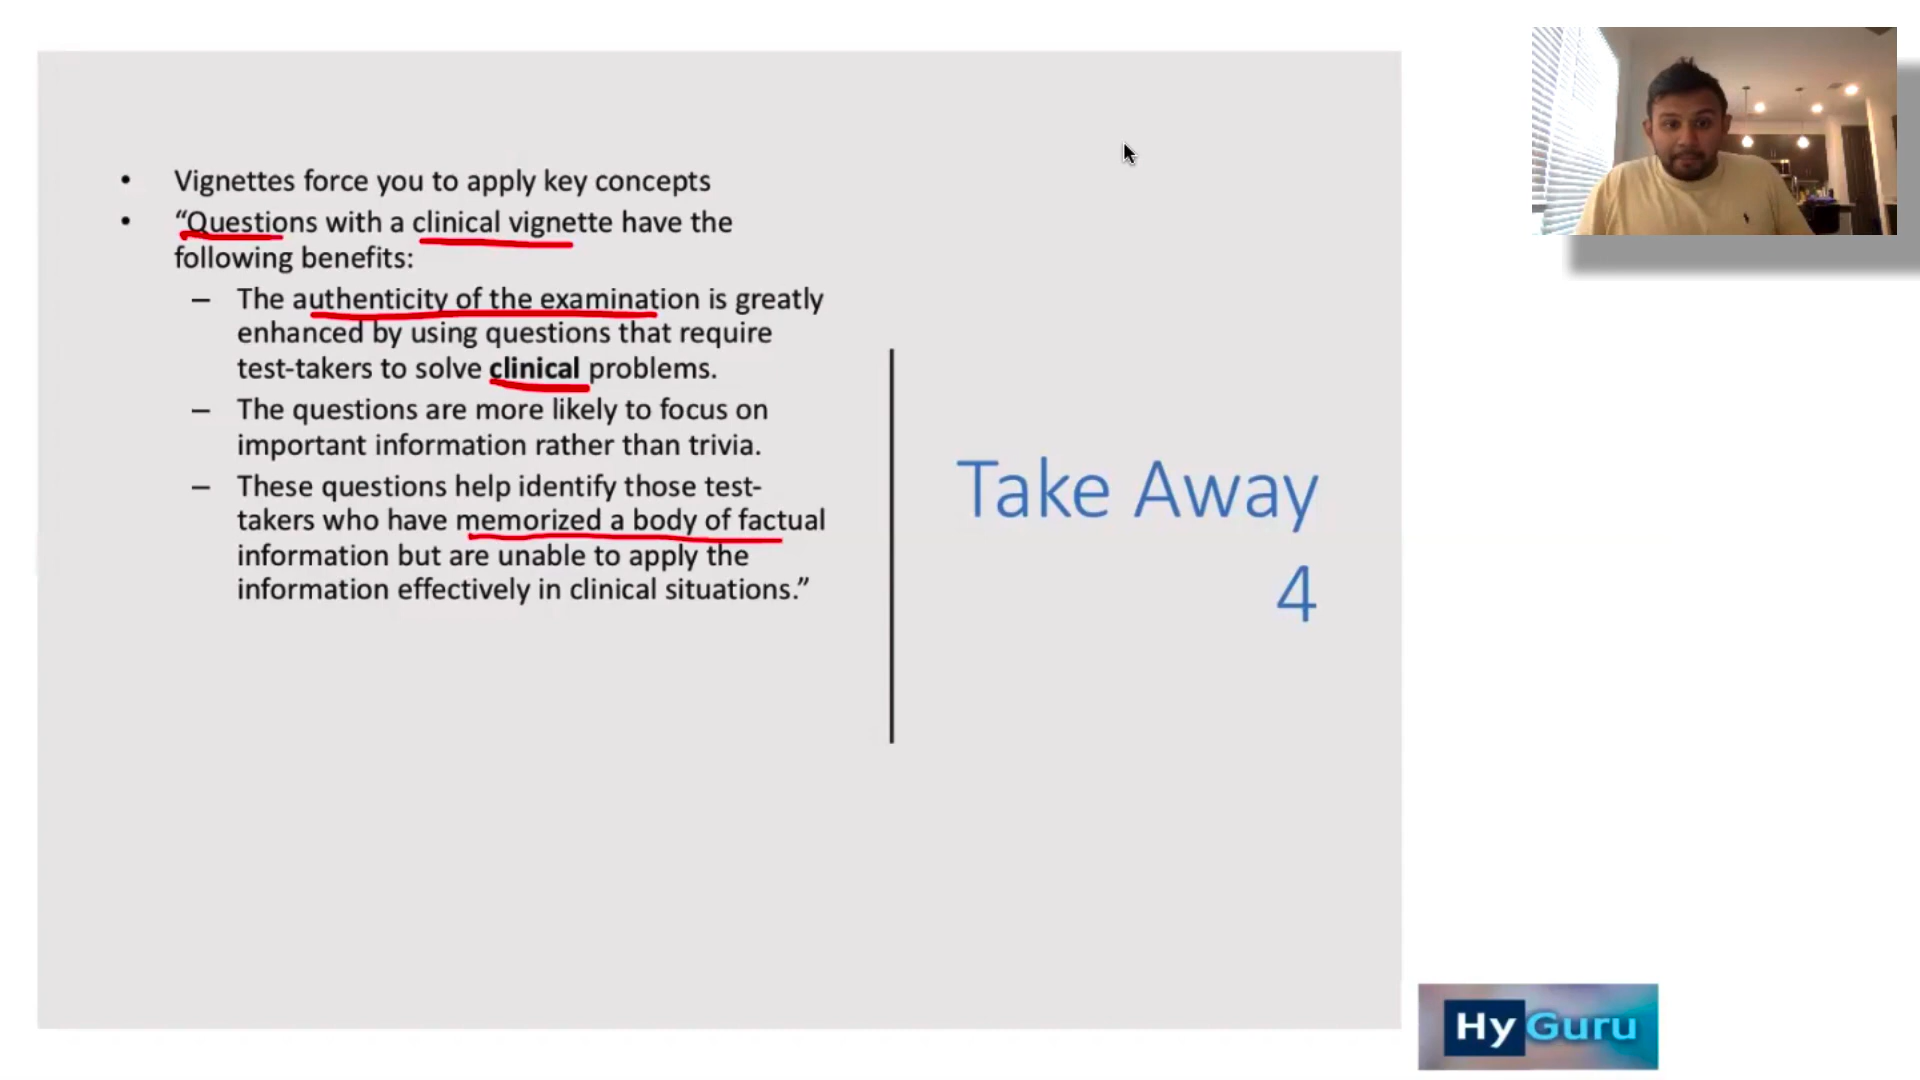 • Vignettes force you to apply key concepts
• “Questions with a clinical vignette have the
following benefits:
– The authenticity of the examination is greatly
enhanced by using questions that require
test-takers to solve clinical problems.
– The questions are more likely to focus on
important information rather than trivia.
– These questions help identify those test-
takers who have memorized a body of factual
information but are unable to apply the
information effectively in clinical situations.”
Take Away
4
HyGuru